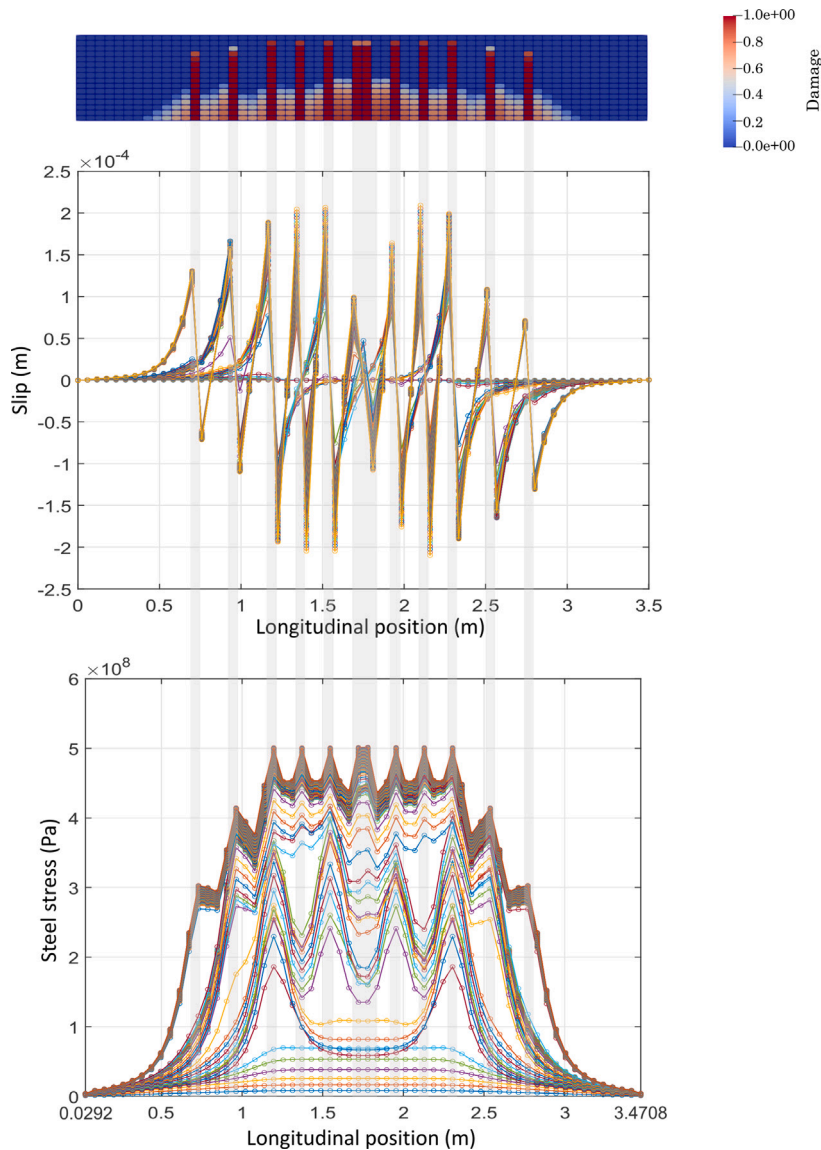 1.0e+00
0.8
0.6
0.4
0.2
0.0e+00
Damage
×10-4
2.5
2
1.5
1
0.5
0
-0.5
-1
-1.5
-2
-2.5
Slip (m)
0 0.5 1 1.5 2 2.5 3 3.5
Longitudinal position (m)
×108
6
5
4
3
2
1
0
Steel stress (Pa)
0.0292 0.5 1 1.5 2 2.5 3 3.4708
Longitudinal position (m)